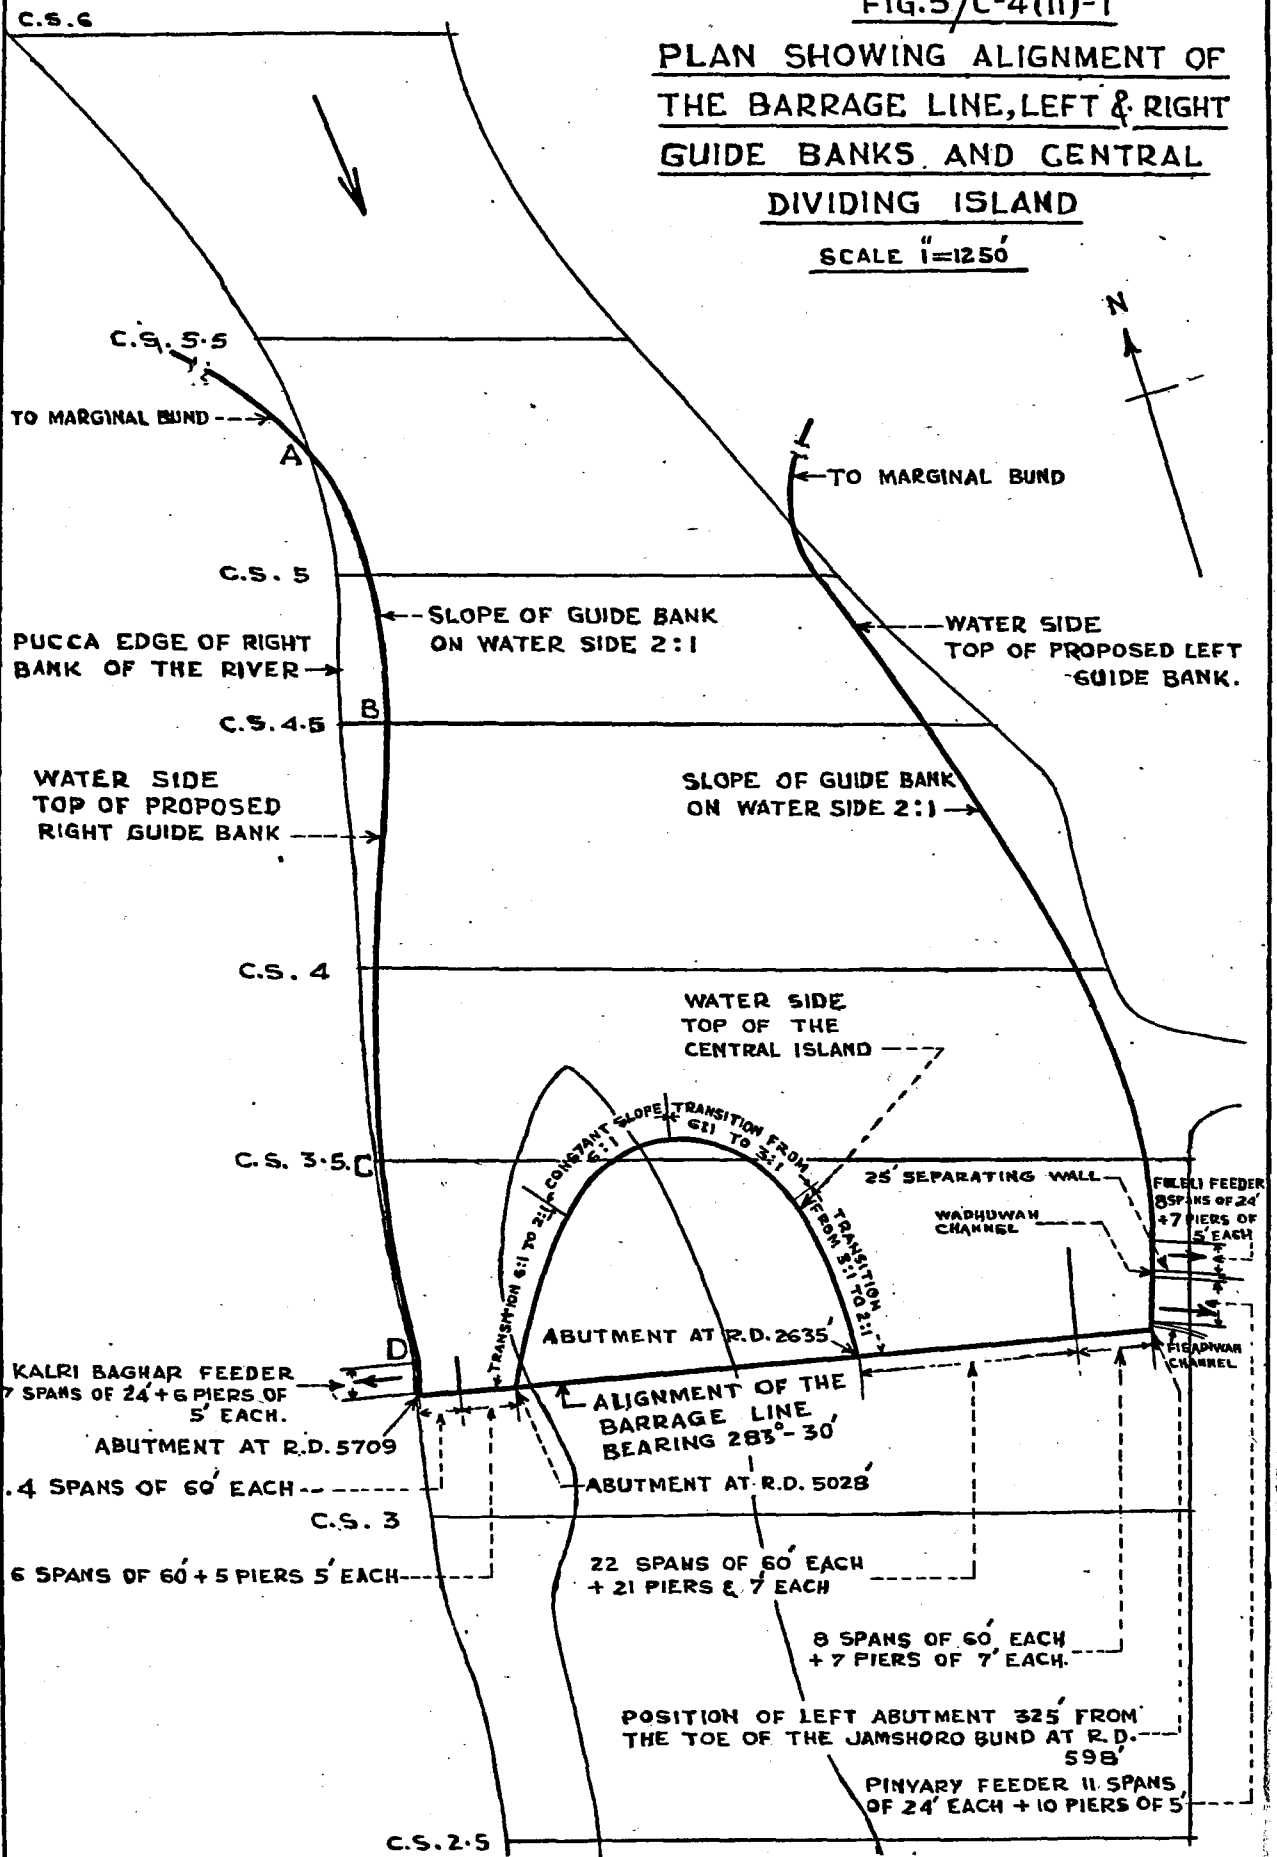 C.S.6
FIG.5/C-4(II)-1
PLAN SHOWING ALIGNMENT OF
THE BARRAGE LINE, LEFT & RIGHT
GUIDE BANKS AND CENTRAL
DIVIDING ISLAND
SCALE 1"=1250'
N
C.S. 5.5
TO MARGINAL BUND
A
TO MARGINAL BUND
C.S. 5
SLOPE OF GUIDE BANK
ON WATER SIDE 2:1
WATER SIDE
TOP OF PROPOSED LEFT
GUIDE BANK.
PUCCA EDGE OF RIGHT
BANK OF THE RIVER
B
C.S. 4.5
WATER SIDE
TOP OF PROPOSED
RIGHT GUIDE BANK
SLOPE OF GUIDE BANK
ON WATER SIDE 2:1
C.S. 4
WATER SIDE
TOP OF THE
CENTRAL ISLAND
TRANSITION 6:1 TO 2:1
CONSTANT SLOPE
6:1
TRANSITION FROM
6:1 TO 3:1
TRANSITION
FROM 3:1 TO 2:1
C.S. 3.5
C
25' SEPARATING WALL
FULELI FEEDER
8 SPANS OF 24'
+7 PIERS OF
5' EACH
WADHUWAH
CHANNEL
ABUTMENT AT R.D. 2635'
CHANNEL
D
KALRI BAGHAR FEEDER
7 SPANS OF 24'+6 PIERS OF
5' EACH.
ALIGNMENT OF THE
BARRAGE LINE
BEARING 283°-30'
ABUTMENT AT R.D. 5709
ABUTMENT AT R.D. 5028'
4 SPANS OF 60' EACH
C.S. 3
6 SPANS OF 60'+5 PIERS 5' EACH
22 SPANS OF 60' EACH
+ 21 PIERS & 7' EACH
8 SPANS OF 60' EACH
+ 7 PIERS OF 7' EACH.
POSITION OF LEFT ABUTMENT 325' FROM
THE TOE OF THE JAMSHORO BUND AT R.D.
598'
PINYARY FEEDER 11 SPANS
OF 24' EACH + 10 PIERS OF 5'
C.S. 2.5